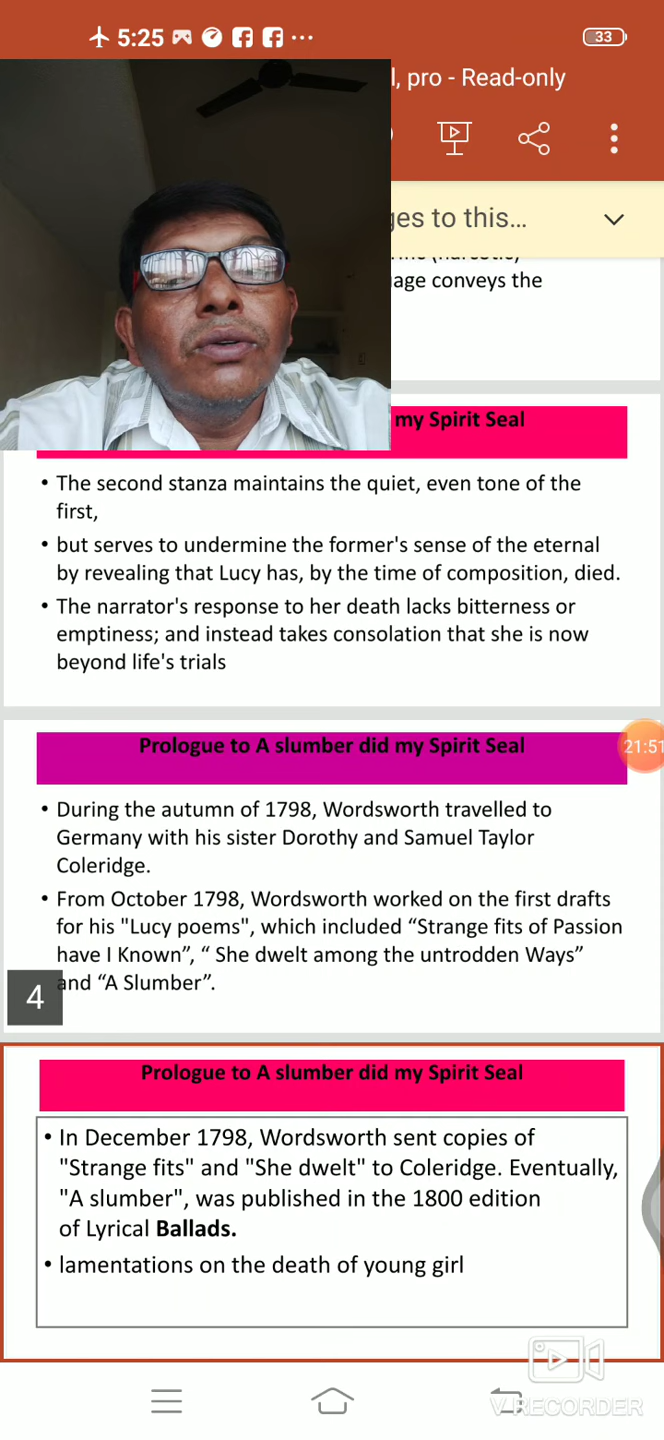 5:25
33
l, pro - Read-only
ges to this...
age conveys the
my Spirit Seal
• The second stanza maintains the quiet, even tone of the
first,
• but serves to undermine the former's sense of the eternal
by revealing that Lucy has, by the time of composition, died.
• The narrator's response to her death lacks bitterness or
emptiness; and instead takes consolation that she is now
beyond life's trials
Prologue to A slumber did my Spirit Seal
21:51
• During the autumn of 1798, Wordsworth travelled to
Germany with his sister Dorothy and Samuel Taylor
Coleridge.
• From October 1798, Wordsworth worked on the first drafts
for his "Lucy poems", which included “Strange fits of Passion
have I Known”, “ She dwelt among the untrodden Ways”
and “A Slumber”.
4
Prologue to A slumber did my Spirit Seal
• In December 1798, Wordsworth sent copies of
"Strange fits" and "She dwelt" to Coleridge. Eventually,
"A slumber", was published in the 1800 edition
of Lyrical Ballads.
• lamentations on the death of young girl
V RECORDER